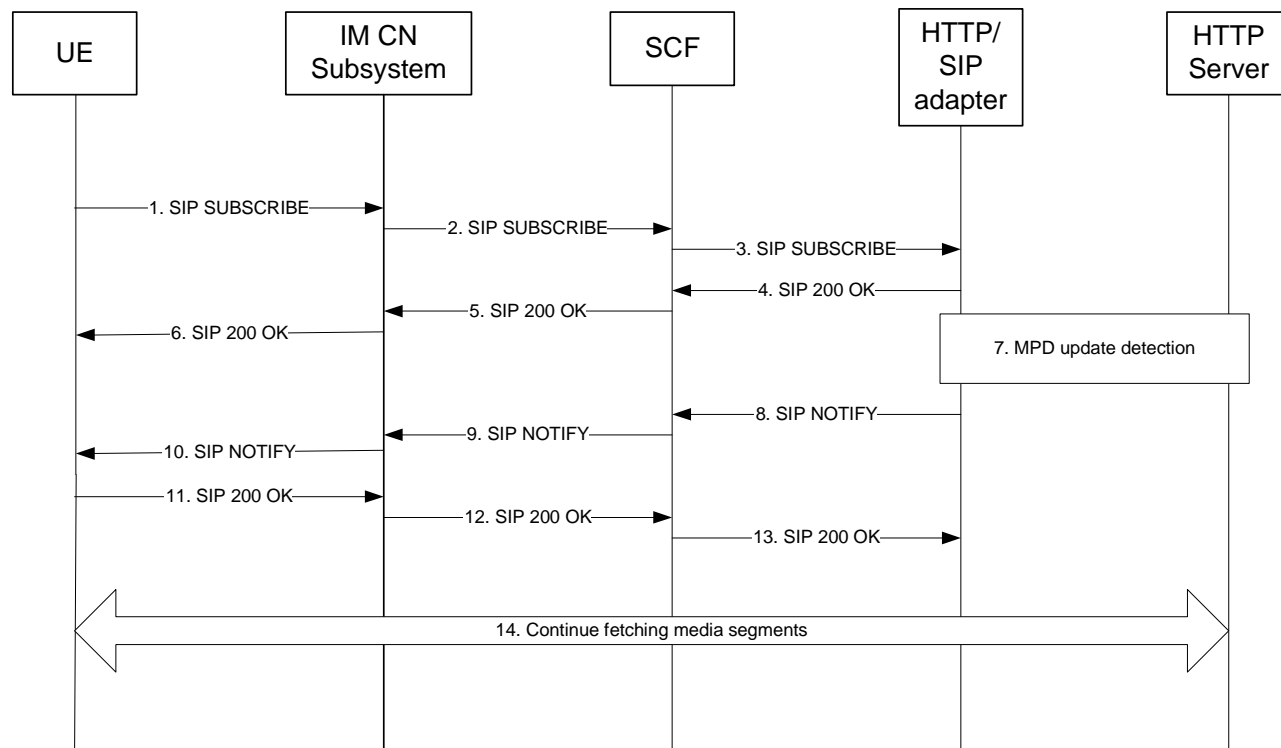 UE
IM CN
Subsystem
SCF
HTTP/
SIP
adapter
HTTP
Server
1. SIP SUBSCRIBE
2. SIP SUBSCRIBE
3. SIP SUBSCRIBE
4. SIP 200 OK
5. SIP 200 OK
6. SIP 200 OK
7. MPD update detection
8. SIP NOTIFY
9. SIP NOTIFY
10. SIP NOTIFY
11. SIP 200 OK
12. SIP 200 OK
13. SIP 200 OK
14. Continue fetching media segments